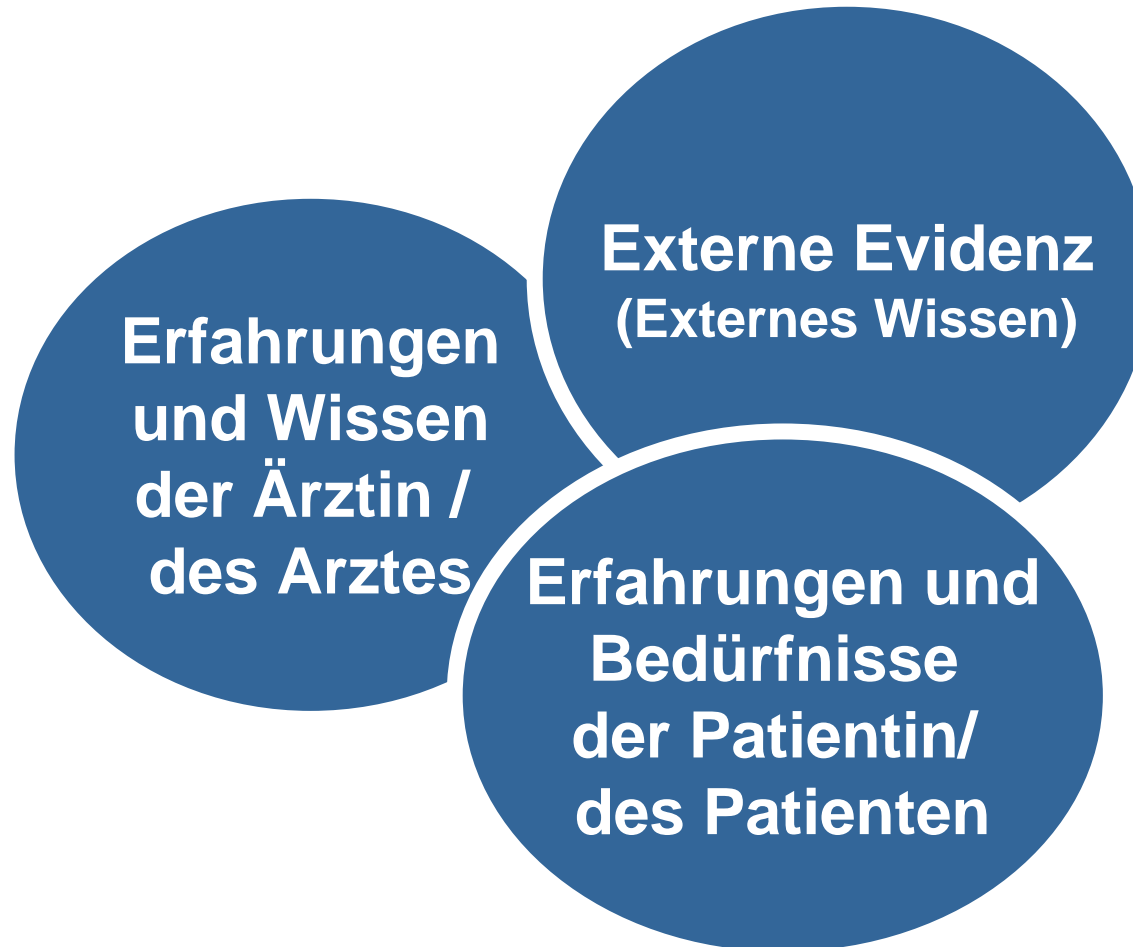 Externe Evidenz
(Externes Wissen)
Erfahrungen
und Wissen
der Ärztin /
des Arztes
Erfahrungen und
Bedürfnisse
der Patientin/
des Patienten